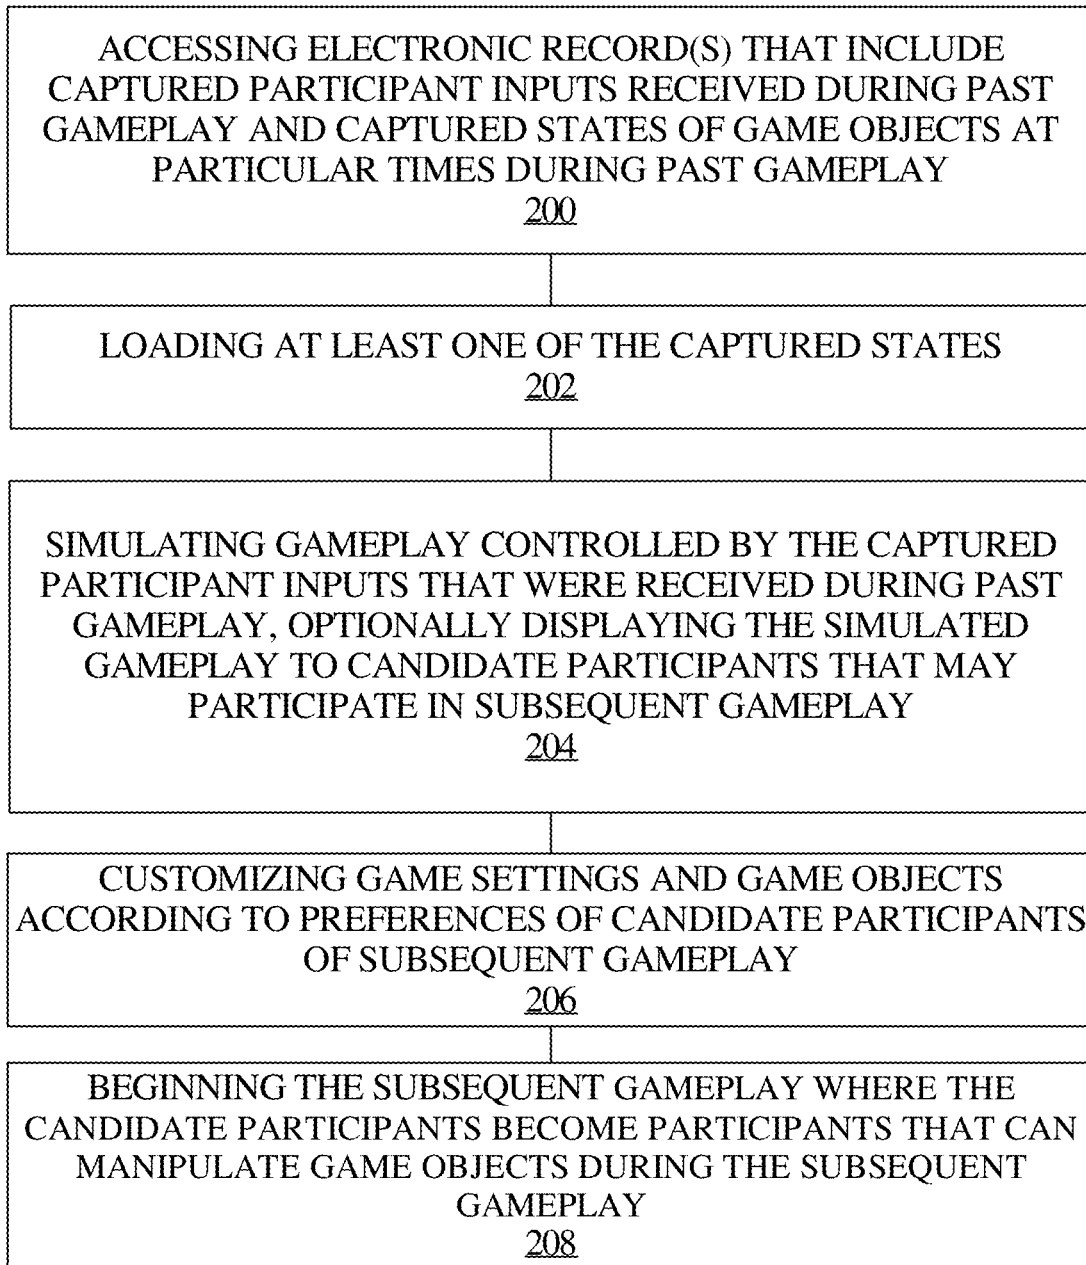 ACCESSING ELECTRONIC RECORD(S) THAT INCLUDE
CAPTURED PARTICIPANT INPUTS RECEIVED DURING PAST
GAMEPLAY AND CAPTURED STATES OF GAME OBJECTS AT
PARTICULAR TIMES DURING PAST GAMEPLAY
200
LOADING AT LEAST ONE OF THE CAPTURED STATES
202
SIMULATING GAMEPLAY CONTROLLED BY THE CAPTURED
PARTICIPANT INPUTS THAT WERE RECEIVED DURING PAST
GAMEPLAY, OPTIONALLY DISPLAYING THE SIMULATED
GAMEPLAY TO CANDIDATE PARTICIPANTS THAT MAY
PARTICIPATE IN SUBSEQUENT GAMEPLAY
204
CUSTOMIZING GAME SETTINGS AND GAME OBJECTS
ACCORDING TO PREFERENCES OF CANDIDATE PARTICIPANTS
OF SUBSEQUENT GAMEPLAY
206
BEGINNING THE SUBSEQUENT GAMEPLAY WHERE THE
CANDIDATE PARTICIPANTS BECOME PARTICIPANTS THAT CAN
MANIPULATE GAME OBJECTS DURING THE SUBSEQUENT
GAMEPLAY
208